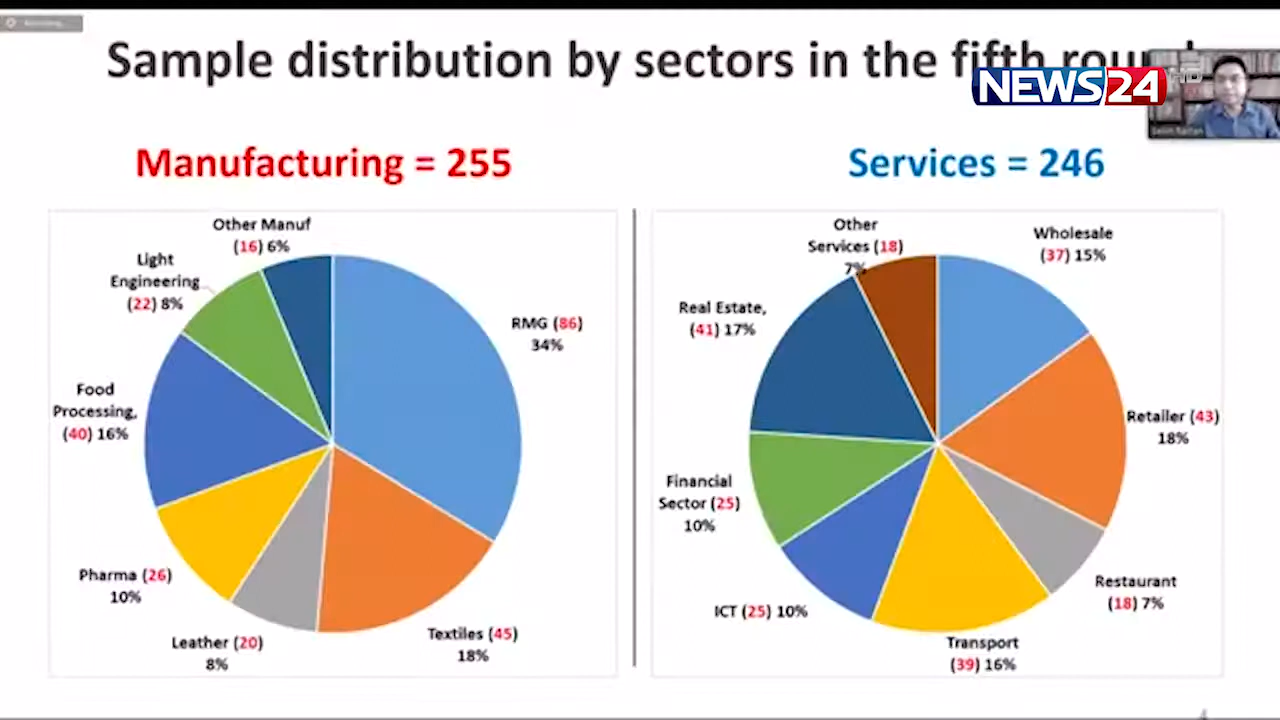 Sample distribution by sectors in the fifth
NEWS24
HD
Manufacturing = 255
Services = 246
Other Manuf
(16) 6%
Light
Engineering
(22) 8%
Food
Processing,
(40) 16%
Pharma (26)
10%
Leather (20)
8%
Textiles (45)
18%
RMG (86)
34%
Other
Services (18)
7%
Wholesale
(37) 15%
Real Estate,
(41) 17%
Retailer (43)
18%
Financial
Sector (25)
10%
Restaurant
(18) 7%
ICT (25) 10%
Transport
(39) 16%